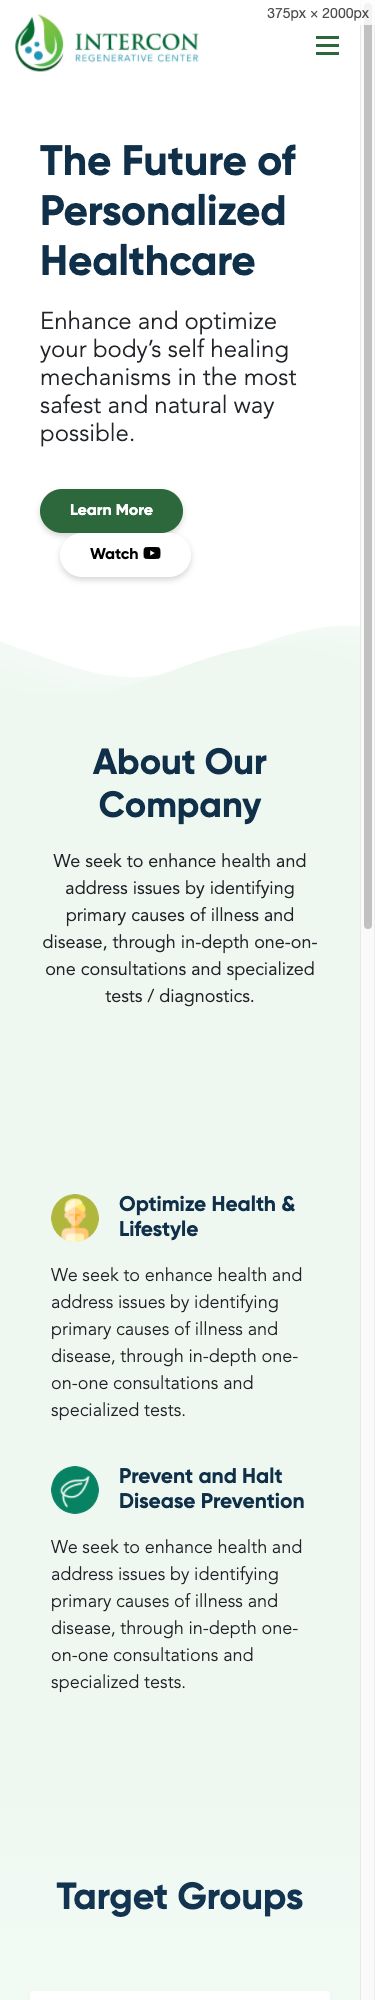 375px × 2000px
INTERCON
REGENERATIVE CENTER
The Future of
Personalized
Healthcare
Enhance and optimize
your body's self healing
mechanisms in the most
safest and natural way
possible.
Learn More
Watch
About Our
Company
We seek to enhance health and
address issues by identifying
primary causes of illness and
disease, through in-depth one-on-
one consultations and specialized
tests / diagnostics.
Optimize Health &
Lifestyle
We seek to enhance health and
address issues by identifying
primary causes of illness and
disease, through in-depth one-
on-one consultations and
specialized tests.
Prevent and Halt
Disease Prevention
We seek to enhance health and
address issues by identifying
primary causes of illness and
disease, through in-depth one-
on-one consultations and
specialized tests.
Target Groups